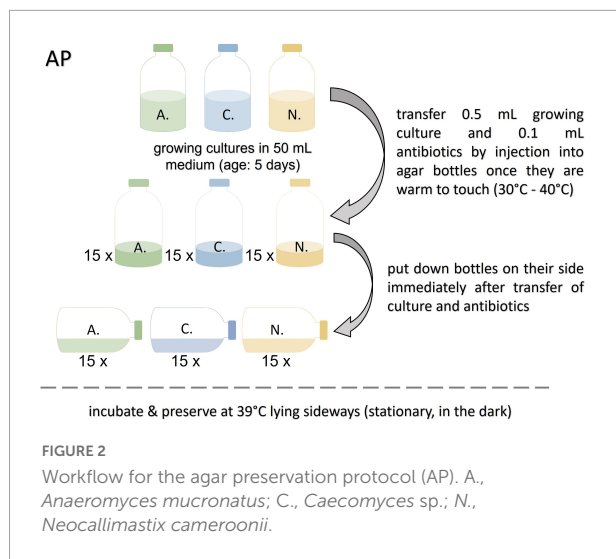 AP
A.
C.
N.
growing cultures in 50 mL
medium (age: 5 days)
transfer 0.5 mL growing
culture and 0.1 mL
antibiotics by injection into
agar bottles once they are
warm to touch (30°C - 40°C)
15 x A. 15 x C. 15 x N.
put down bottles on their side
immediately after transfer of
culture and antibiotics
A.
C.
N.
15 x
15 x
15 x
incubate & preserve at 39°C lying sideways (stationary, in the dark)
FIGURE 2
Workflow for the agar preservation protocol (AP). A.,
Anaeromyces mucronatus; C., Caecomyces sp.; N.,
Neocallimastix cameroonii.